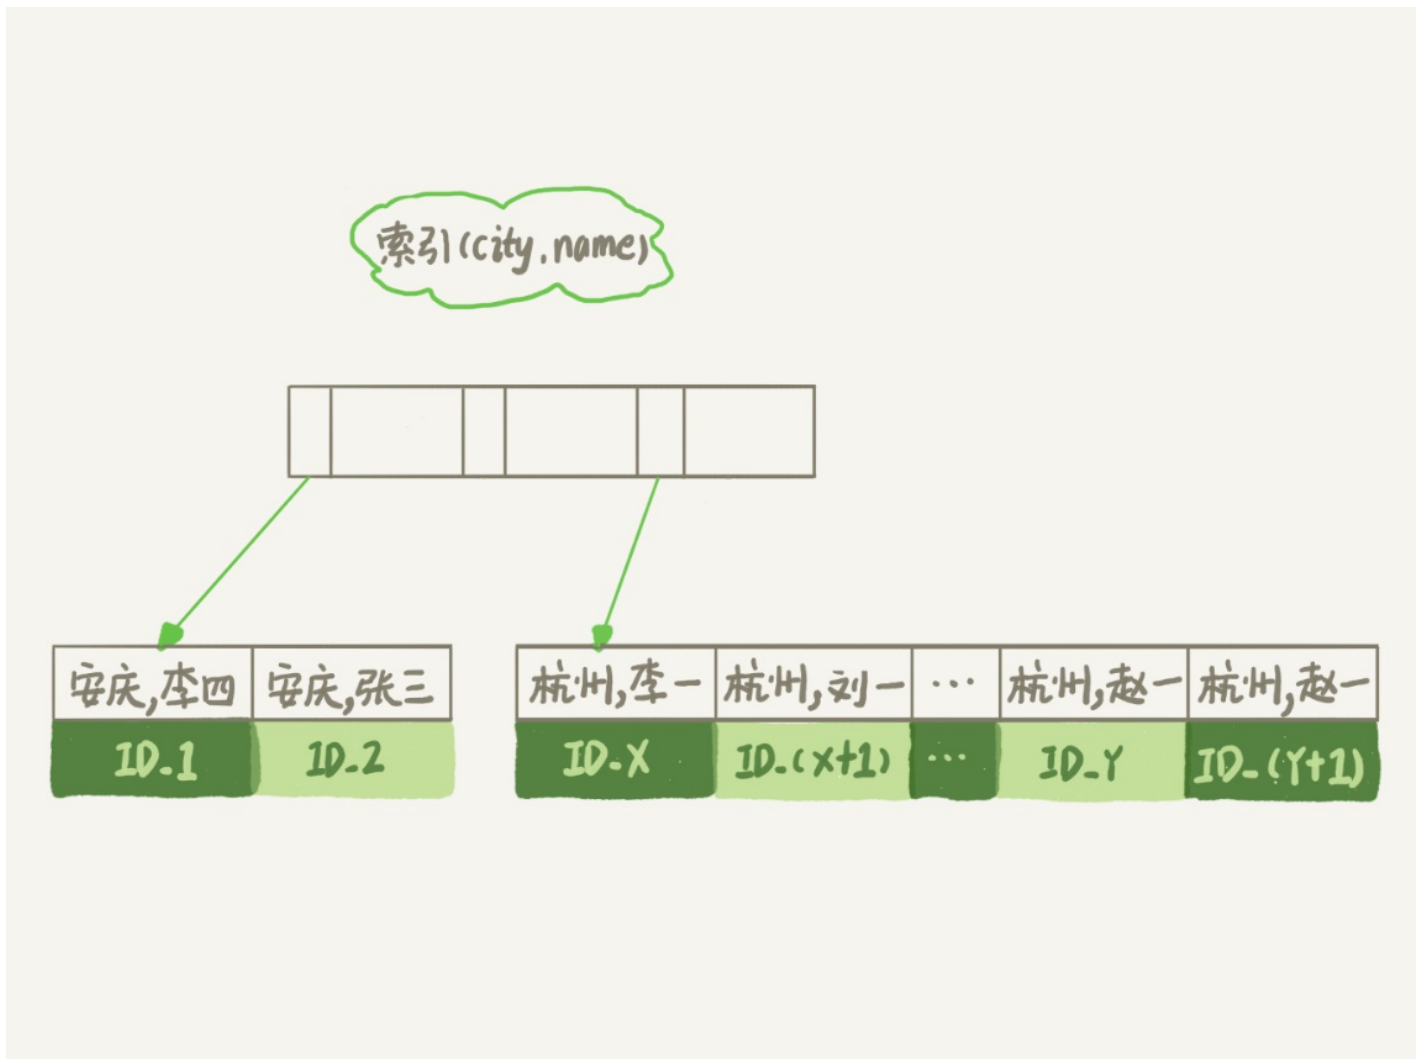 索引(city,name)
安庆,李四 安庆,张三 杭州,李一 杭州,刘一 ... 杭州,赵一 杭州,赵一
ID_1 ID_2 ID_X ID_(X+1) ... ID_Y ID_(Y+1)